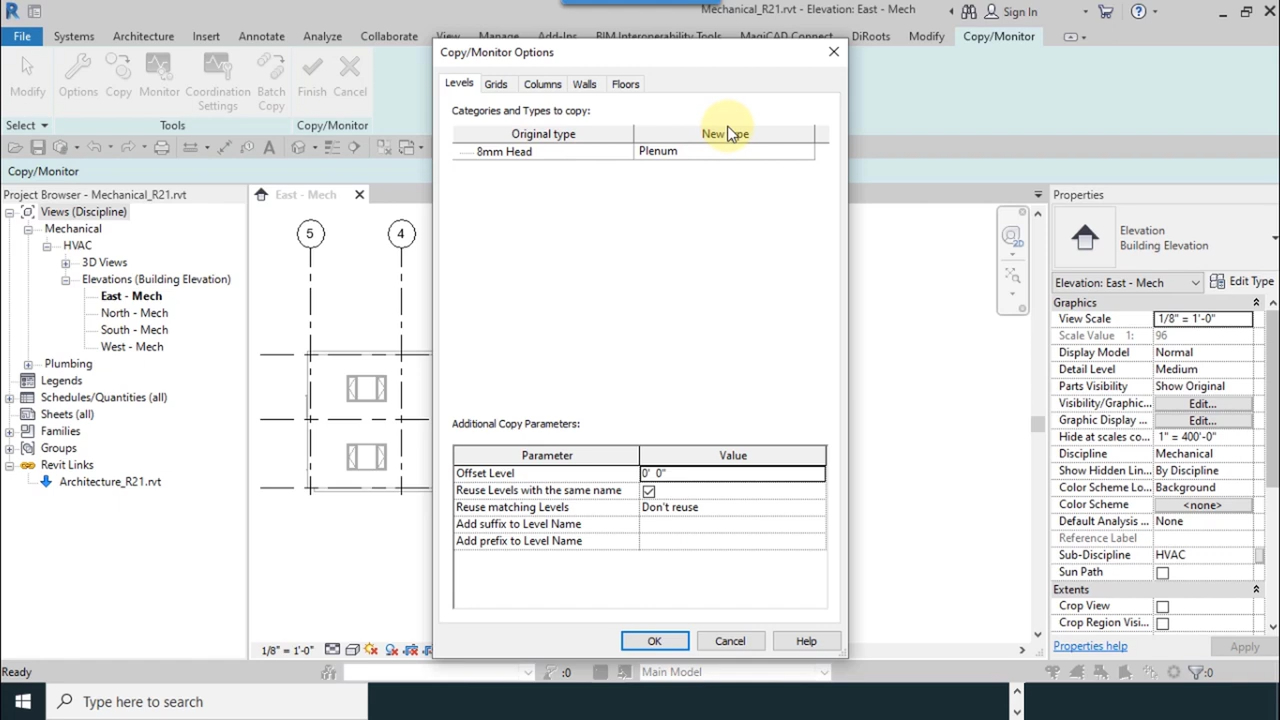 Mechanical_R21.rvt - Elevation: East - Mech
Sign In
File
Systems
Architecture
Insert
Annotate
Analyze
Collaborate
View
Manage
Add-Ins
BIM Interoperability Tools
MagiCAD Connect
DiRoots
Modify
Copy/Monitor
Modify
Options
Copy
Monitor
Coordination
Settings
Batch
Copy
Finish
Cancel
Select
Tools
Copy/Monitor
Copy/Monitor
Project Browser - Mechanical_R21.rvt
Views (Discipline)
Mechanical
HVAC
3D Views
Elevations (Building Elevation)
East - Mech
North - Mech
South - Mech
West - Mech
Plumbing
Legends
Schedules/Quantities (all)
Sheets (all)
Families
Groups
Revit Links
Architecture_R21.rvt
East - Mech
5
4
1/8" = 1'-0"
Copy/Monitor Options
Levels
Grids
Columns
Walls
Floors
Categories and Types to copy:
Original type
New
8mm Head
Plenum
Additional Copy Parameters:
Parameter
Value
Offset Level
0' 0"
Reuse Levels with the same name
Reuse matching Levels
Don't reuse
Add suffix to Level Name
Add prefix to Level Name
OK
Cancel
Help
2D
Properties
Elevation
Building Elevation
Elevation: East - Mech
Edit Type
Graphics
View Scale
1/8" = 1'-0"
Scale Value 1:
96
Display Model
Normal
Detail Level
Medium
Parts Visibility
Show Original
Visibility/Graphic...
Edit...
Graphic Display ...
Edit...
Hide at scales co...
1" = 400'-0"
Discipline
Mechanical
Show Hidden Lin...
By Discipline
Color Scheme Lo...
Background
Color Scheme
<none>
Default Analysis ...
None
Reference Label
Sub-Discipline
HVAC
Sun Path
Extents
Crop View
Crop Region Visi...
Properties help
Apply
Ready
:0
Main Model
:0
Type here to search